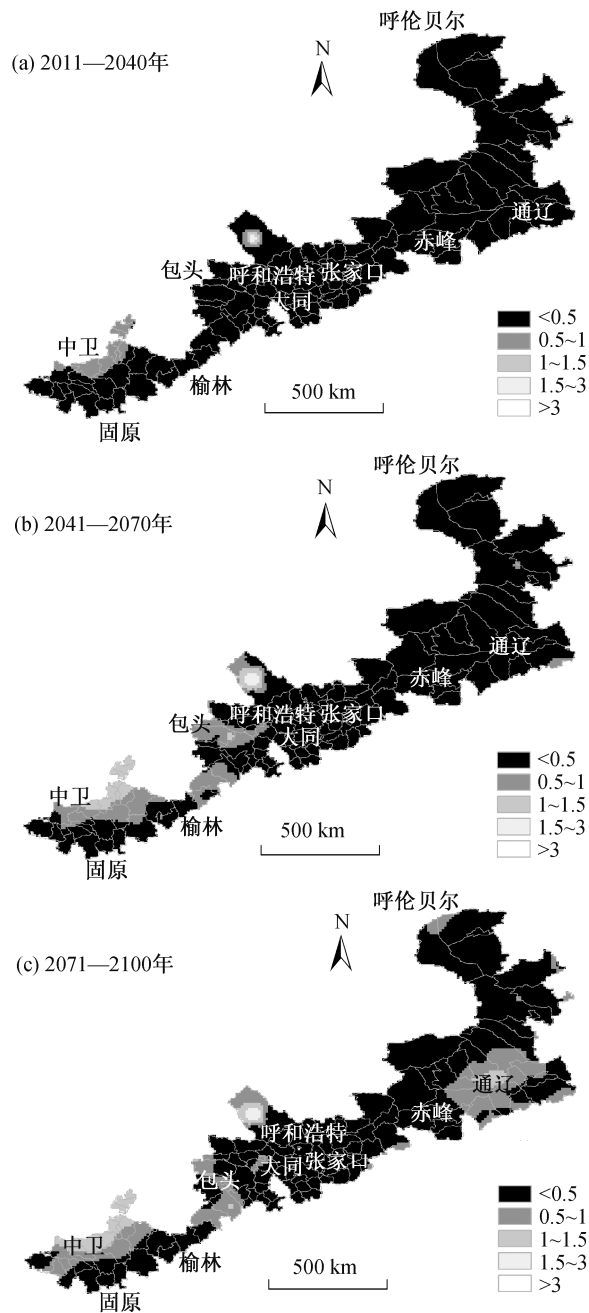 呼伦贝尔
N
(a) 2011—2040年
通辽
赤峰
包头
呼和浩特 张家口
大同
中卫
榆林
固原
500 km
<0.5
0.5~1
1~1.5
1.5~3
>3
呼伦贝尔
N
(b) 2041—2070年
通辽
赤峰
包头
呼和浩特 张家口
大同
中卫
榆林
固原
500 km
<0.5
0.5~1
1~1.5
1.5~3
>3
呼伦贝尔
N
(c) 2071—2100年
通辽
赤峰
呼和浩特
大同 张家口
包头
中卫
榆林
固原
500 km
<0.5
0.5~1
1~1.5
1.5~3
>3